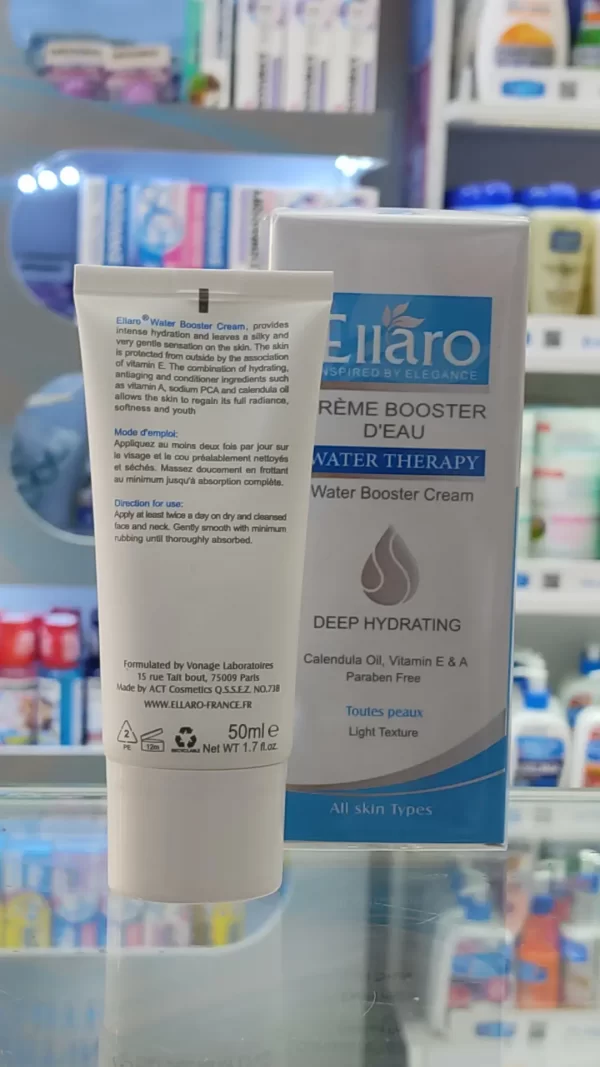 Ellaro® Water Booster Cream, provides
intense hydration and leaves a silky and
very gentle sensation on the skin. The skin
is protected from outside by the association
of vitamin E. The combination of hydrating,
antiaging and conditioner ingredients such
as vitamin A, sodium PCA and calendula oil
allows the skin to regain its full radiance,
softness and youth
Mode d'emploi:
Appliquez au moins deux fois par jour sur
le visage et le cou préalablement nettoyés
et séchés. Massez doucement en frottant
au minimum jusqu'à absorption complète.
Direction for use:
Apply at least twice a day on dry and cleansed
face and neck. Gently smooth with minimum
rubbing until thoroughly absorbed.
Formulated by Vonage Laboratoires
15 rue Tait bout, 75009 Paris
Made by ACT Cosmetics Q.S.S.E.Z. NO.738
WWW.ELLARO-FRANCE.FR
2
PE
12m
RECYCLABLE
50ml e
Net WT 1.7 fl.oz.
Ellaro
NSPIRED BY ELEGANCE
RÈME BOOSTER
D'EAU
WATER THERAPY
Water Booster Cream
DEEP HYDRATING
Calendula Oil, Vitamin E & A
Paraben Free
Toutes peaux
Light Texture
All skin Types